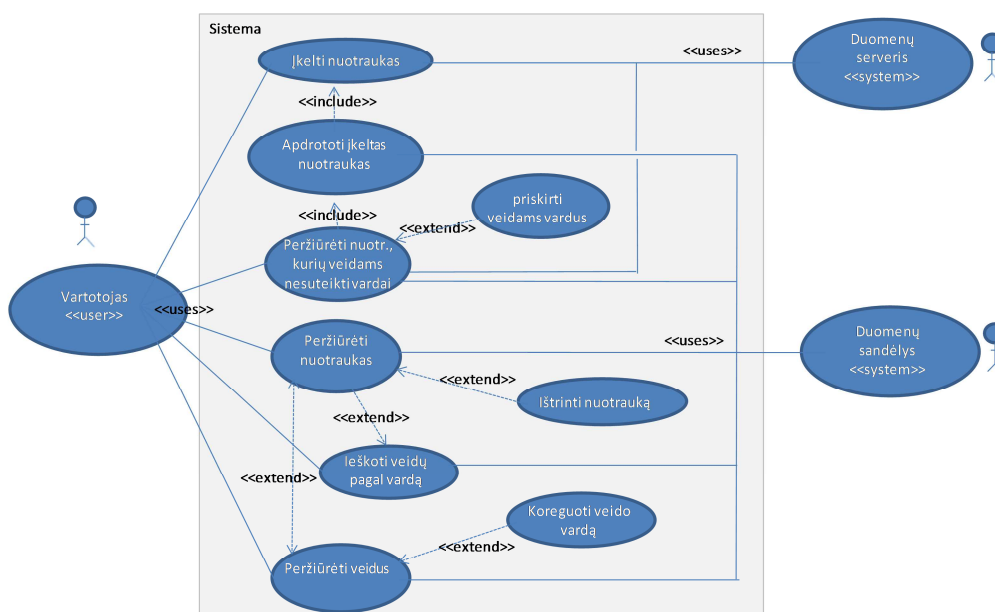 Sistema
Įkelti nuotraukas
<<uses>>
Duomenų
serveris
<<system>>
<<include>>
Apdrototi įkeltas
nuotraukas
priskirti
veidams vardus
<<include>>
<<extend>>
Peržiūrėti nuotr.,
kurių veidams
nesuteikti vardai
Vartotojas
<<user>>
<<uses>>
Peržiūrėti
nuotraukas
<<uses>>
Duomenų
sandėlys
<<system>>
<<extend>>
Ištrinti nuotrauką
<<extend>>
Ieškoti veidų
pagal vardą
<<extend>>
Koreguoti veido
vardą
<<extend>>
Peržiūrėti veidus